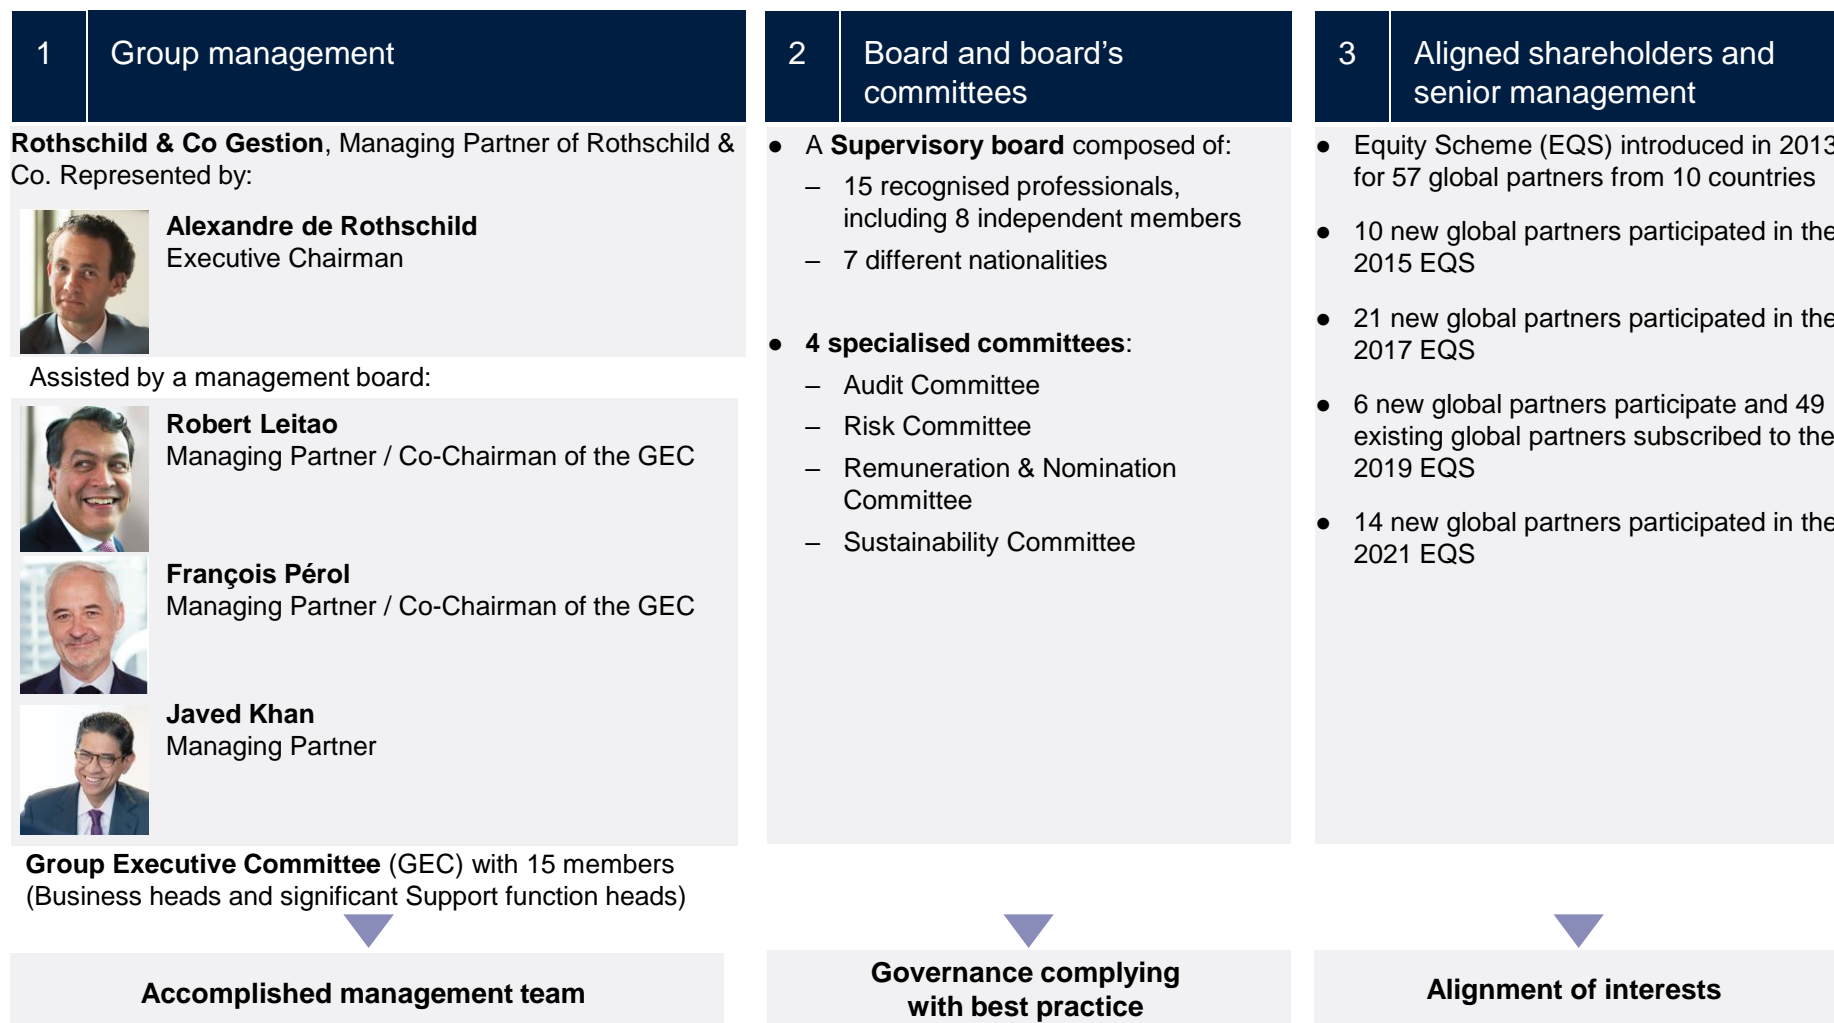 1
Group management
Rothschild & Co Gestion, Managing Partner of Rothschild &
Co. Represented by:
Alexandre de Rothschild
Executive Chairman
Assisted by a management board:
Robert Leitao
Managing Partner / Co-Chairman of the GEC
François Pérol
Managing Partner / Co-Chairman of the GEC
Javed Khan
Managing Partner
Group Executive Committee (GEC) with 15 members
(Business heads and significant Support function heads)
Accomplished management team
2
Board and board’s
committees
● A Supervisory board composed of:
– 15 recognised professionals,
including 8 independent members
– 7 different nationalities
● 4 specialised committees:
– Audit Committee
– Risk Committee
– Remuneration & Nomination
Committee
– Sustainability Committee
Governance complying
with best practice
3
Aligned shareholders and
senior management
● Equity Scheme (EQS) introduced in 2013
for 57 global partners from 10 countries
● 10 new global partners participated in the
2015 EQS
● 21 new global partners participated in the
2017 EQS
● 6 new global partners participate and 49
existing global partners subscribed to the
2019 EQS
● 14 new global partners participated in the
2021 EQS
Alignment of interests